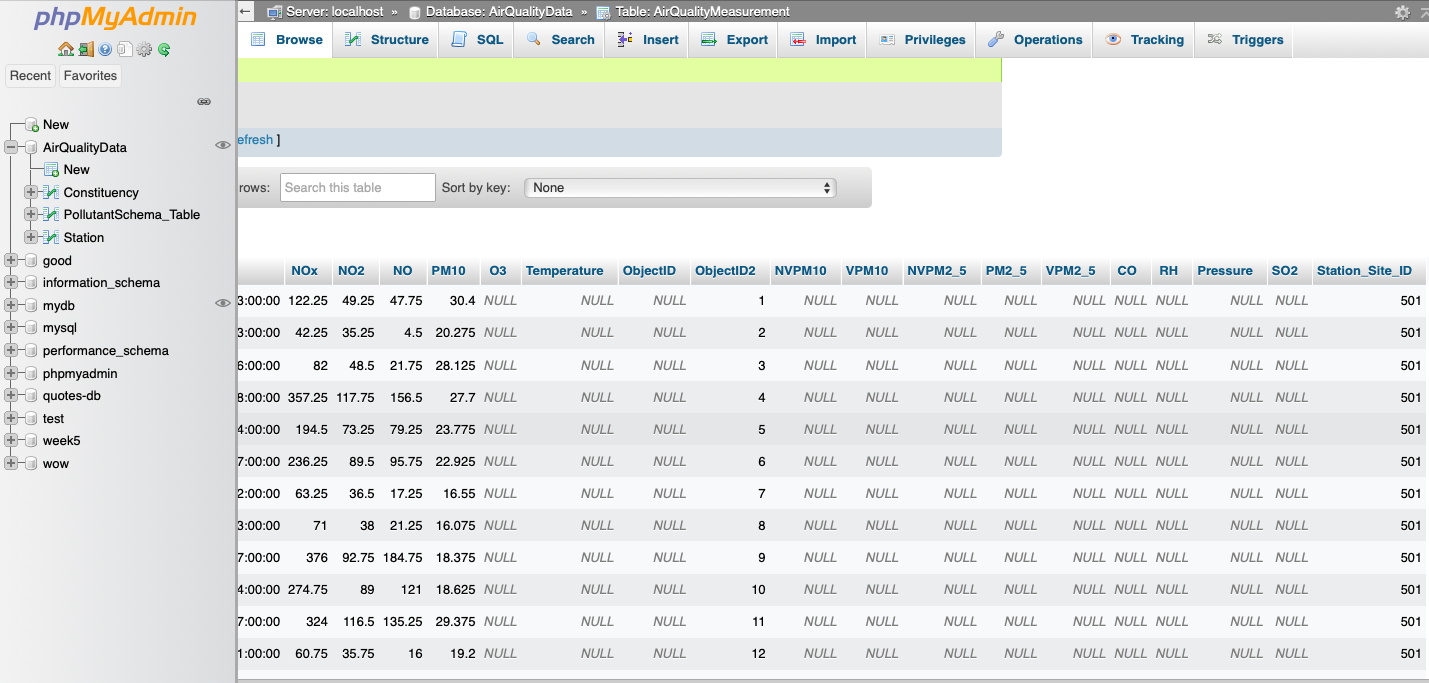 phpMyAdmin
Recent Favorites
New
AirQualityData
New
Constituency
PollutantSchema_Table
Station
good
information_schema
mydb
mysql
performance_schema
phpmyadmin
quotes-db
test
week5
wow
← Server: localhost » Database: AirQualityData » Table: AirQualityMeasurement
Browse Structure SQL Search Insert Export Import Privileges Operations Tracking Triggers
efresh ]
rows: Search this table Sort by key: None
NOx NO2 NO PM10 O3 Temperature ObjectID ObjectID2 NVPM10 VPM10 NVPM2_5 PM2_5 VPM2_5 CO RH Pressure SO2 Station_Site_ID
3:00:00 122.25 49.25 47.75 30.4 NULL NULL NULL 1 NULL NULL NULL NULL NULL NULL NULL NULL NULL 501
3:00:00 42.25 35.25 4.5 20.275 NULL NULL NULL 2 NULL NULL NULL NULL NULL NULL NULL NULL NULL 501
6:00:00 82 48.5 21.75 28.125 NULL NULL NULL 3 NULL NULL NULL NULL NULL NULL NULL NULL NULL 501
8:00:00 357.25 117.75 156.5 27.7 NULL NULL NULL 4 NULL NULL NULL NULL NULL NULL NULL NULL NULL 501
4:00:00 194.5 73.25 79.25 23.775 NULL NULL NULL 5 NULL NULL NULL NULL NULL NULL NULL NULL NULL 501
7:00:00 236.25 89.5 95.75 22.925 NULL NULL NULL 6 NULL NULL NULL NULL NULL NULL NULL NULL NULL 501
2:00:00 63.25 36.5 17.25 16.55 NULL NULL NULL 7 NULL NULL NULL NULL NULL NULL NULL NULL NULL 501
3:00:00 71 38 21.25 16.075 NULL NULL NULL 8 NULL NULL NULL NULL NULL NULL NULL NULL NULL 501
7:00:00 376 92.75 184.75 18.375 NULL NULL NULL 9 NULL NULL NULL NULL NULL NULL NULL NULL NULL 501
4:00:00 274.75 89 121 18.625 NULL NULL NULL 10 NULL NULL NULL NULL NULL NULL NULL NULL NULL 501
7:00:00 324 116.5 135.25 29.375 NULL NULL NULL 11 NULL NULL NULL NULL NULL NULL NULL NULL NULL 501
1:00:00 60.75 35.75 16 19.2 NULL NULL NULL 12 NULL NULL NULL NULL NULL NULL NULL NULL NULL 501